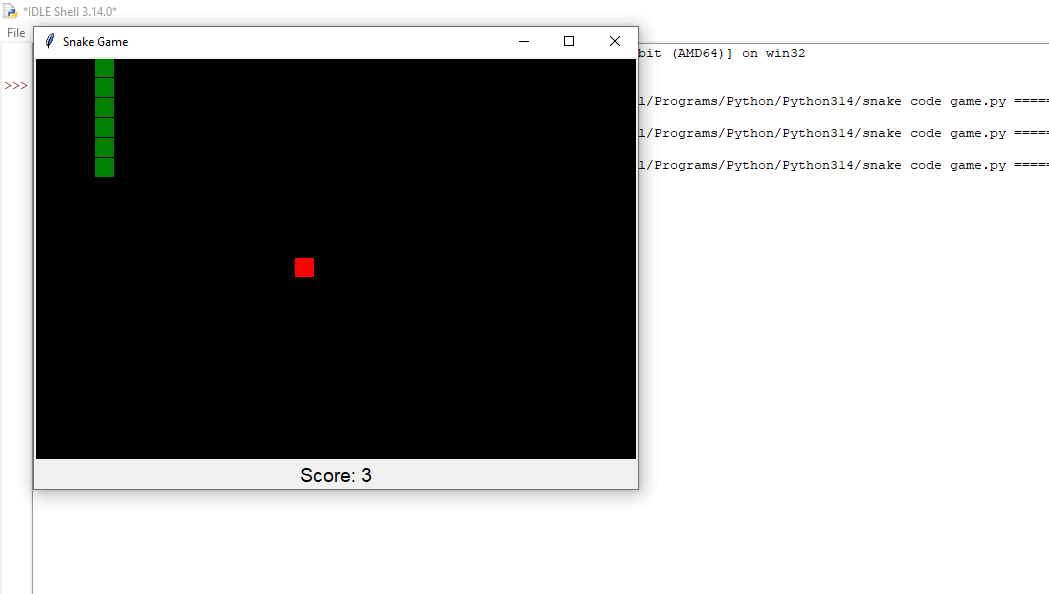 *IDLE Shell 3.14.0*
File
Snake Game
bit (AMD64)] on win32
>>>
l/Programs/Python/Python314/snake code game.py =====
l/Programs/Python/Python314/snake code game.py =====
l/Programs/Python/Python314/snake code game.py =====
Score: 3